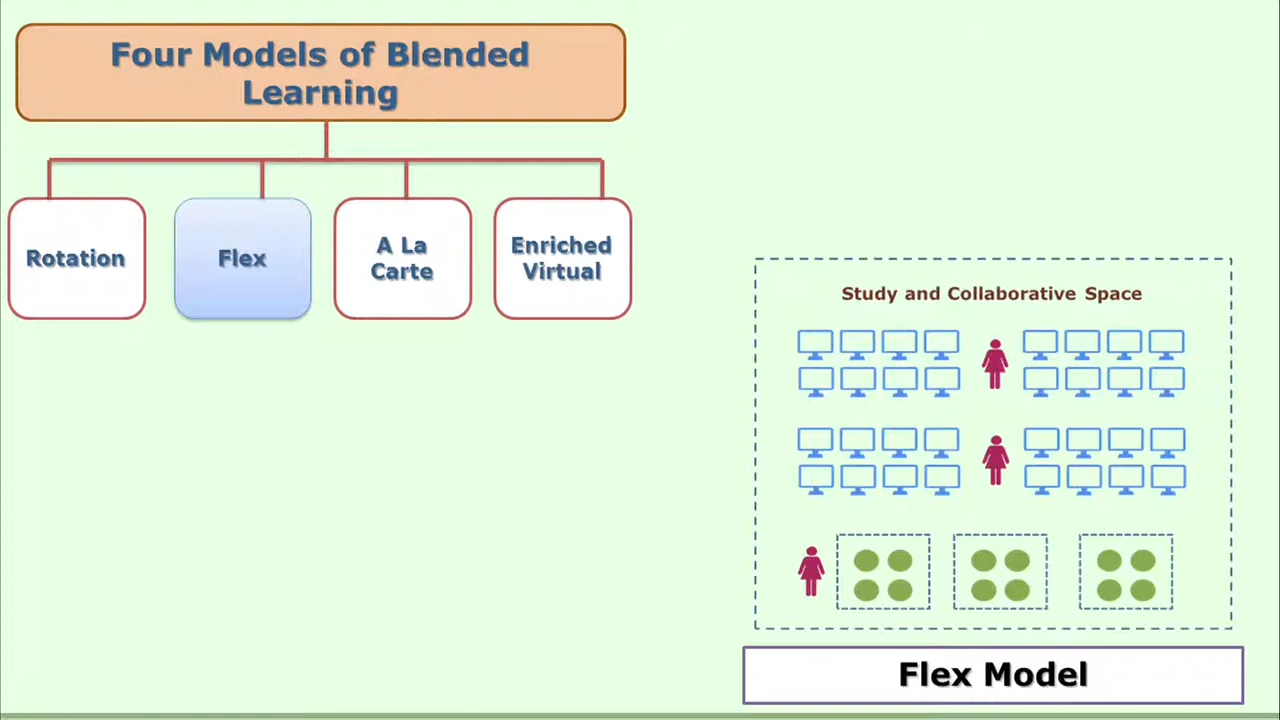 Four Models of Blended
Learning
Rotation
Flex
A La
Carte
Enriched
Virtual
Study and Collaborative Space
Flex Model